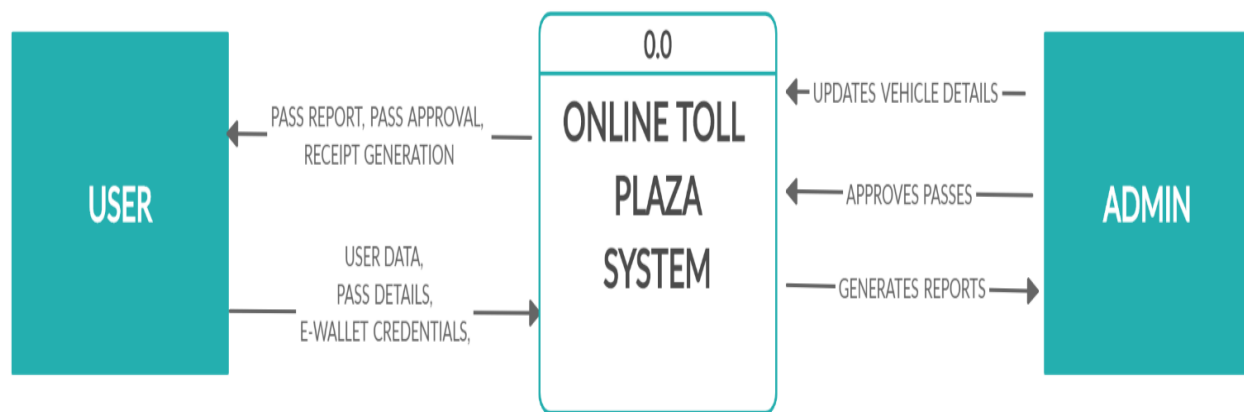 USER
PASS REPORT, PASS APPROVAL,
RECEIPT GENERATION
USER DATA,
PASS DETAILS,
E-WALLET CREDENTIALS,
0.0
ONLINE TOLL
PLAZA
SYSTEM
UPDATES VEHICLE DETAILS
APPROVES PASSES
GENERATES REPORTS
ADMIN